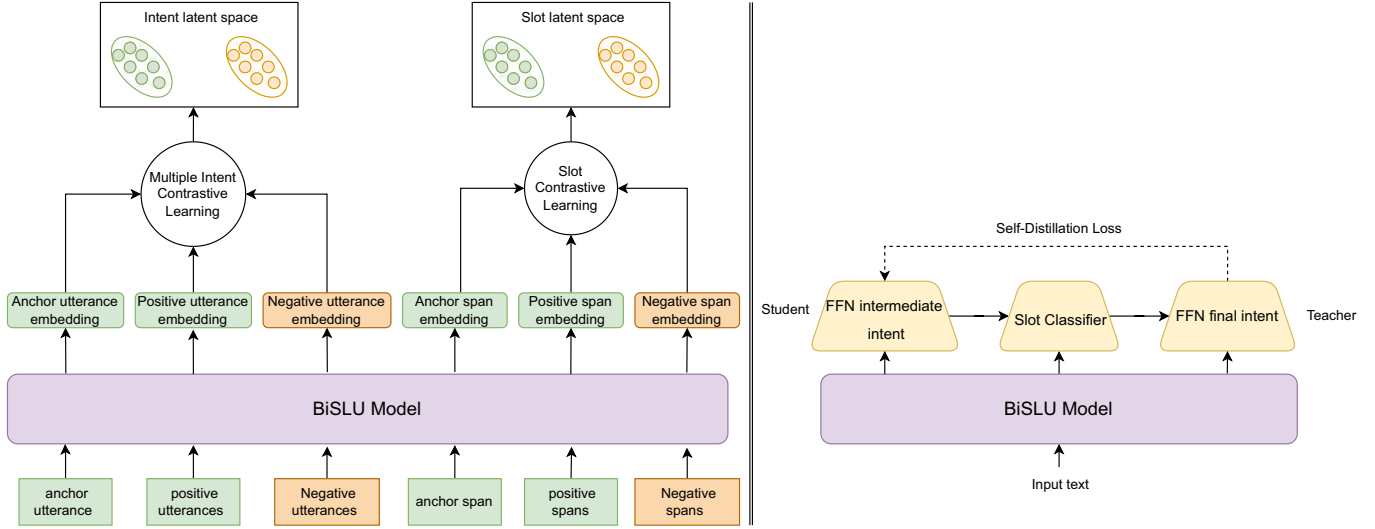 Intent latent space
Slot latent space
Multiple Intent
Contrastive
Learning
Slot
Contrastive
Learning
Anchor utterance
embedding
Positive utterance
embedding
Negative utterance
embedding
Anchor span
embedding
Positive span
embedding
Negative span
embedding
BiSLU Model
anchor
utterance
positive
utterances
Negative
utterances
anchor span
positive
spans
Negative
spans
Self-Distillation Loss
Student
FFN intermediate
intent
Slot Classifier
FFN final intent
Teacher
BiSLU Model
Input text